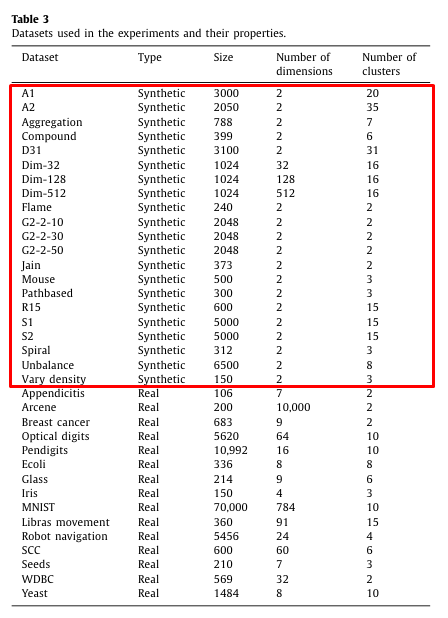 Table 3
Datasets used in the experiments and their properties.
Dataset Type Size Number of dimensions Number of clusters
A1 Synthetic 3000 2 20
A2 Synthetic 2050 2 35
Aggregation Synthetic 788 2 7
Compound Synthetic 399 2 6
D31 Synthetic 3100 2 31
Dim-32 Synthetic 1024 32 16
Dim-128 Synthetic 1024 128 16
Dim-512 Synthetic 1024 512 16
Flame Synthetic 240 2 2
G2-2-10 Synthetic 2048 2 2
G2-2-30 Synthetic 2048 2 2
G2-2-50 Synthetic 2048 2 2
Jain Synthetic 373 2 2
Mouse Synthetic 500 2 3
Pathbased Synthetic 300 2 3
R15 Synthetic 600 2 15
S1 Synthetic 5000 2 15
S2 Synthetic 5000 2 15
Spiral Synthetic 312 2 3
Unbalance Synthetic 6500 2 8
Vary density Synthetic 150 2 3
Appendicitis Real 106 7 2
Arcene Real 200 10,000 2
Breast cancer Real 683 9 2
Optical digits Real 5620 64 10
Pendigits Real 10,992 16 10
Ecoli Real 336 8 8
Glass Real 214 9 6
Iris Real 150 4 3
MNIST Real 70,000 784 10
Libras movement Real 360 91 15
Robot navigation Real 5456 24 4
SCC Real 600 60 6
Seeds Real 210 7 3
WDBC Real 569 32 2
Yeast Real 1484 8 10